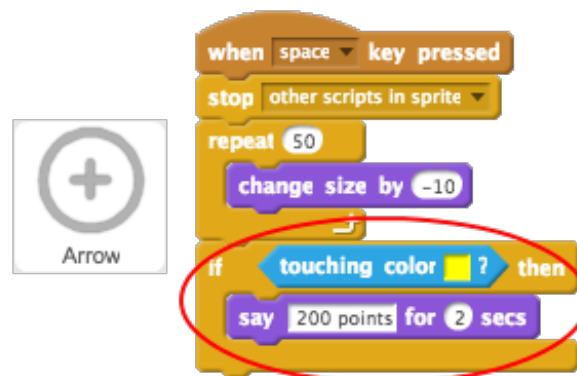 when space key pressed
stop other scripts in sprite
repeat 50
change size by -10
Arrow
if touching color ? then
say 200 points for 2 secs